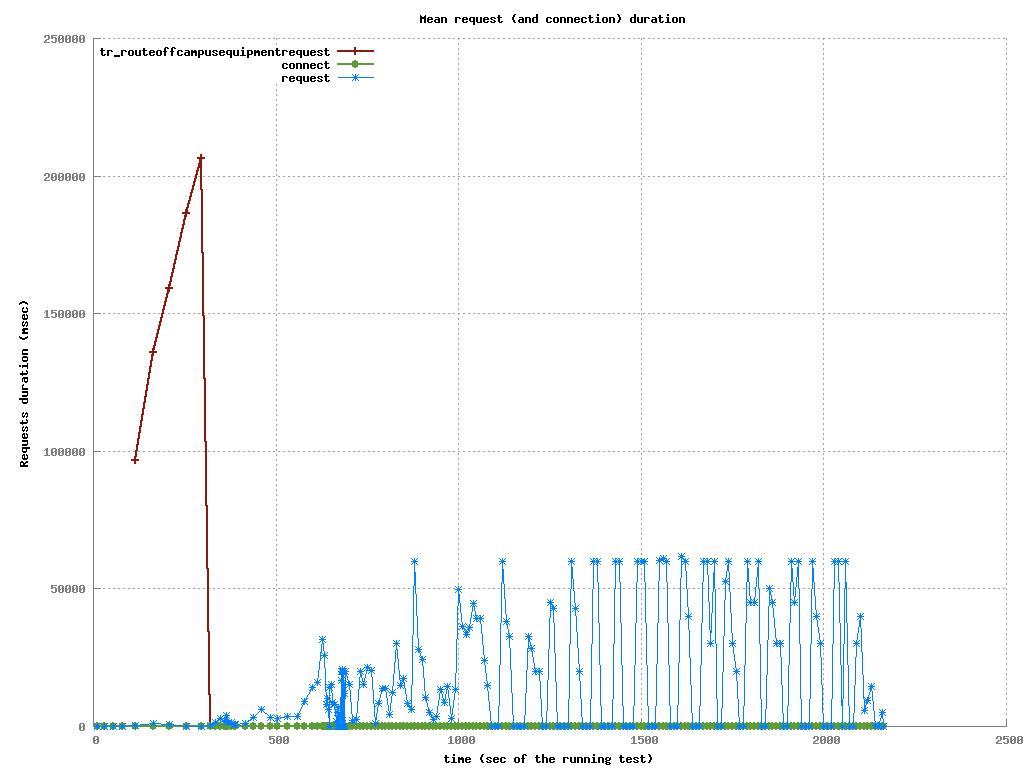 Mean request (and connection) duration
tr_routeoffcampusequipmentrequest
connect
request
250000
200000
150000
100000
50000
0
Requests duration (msec)
0 500 1000 1500 2000 2500
time (sec of the running test)